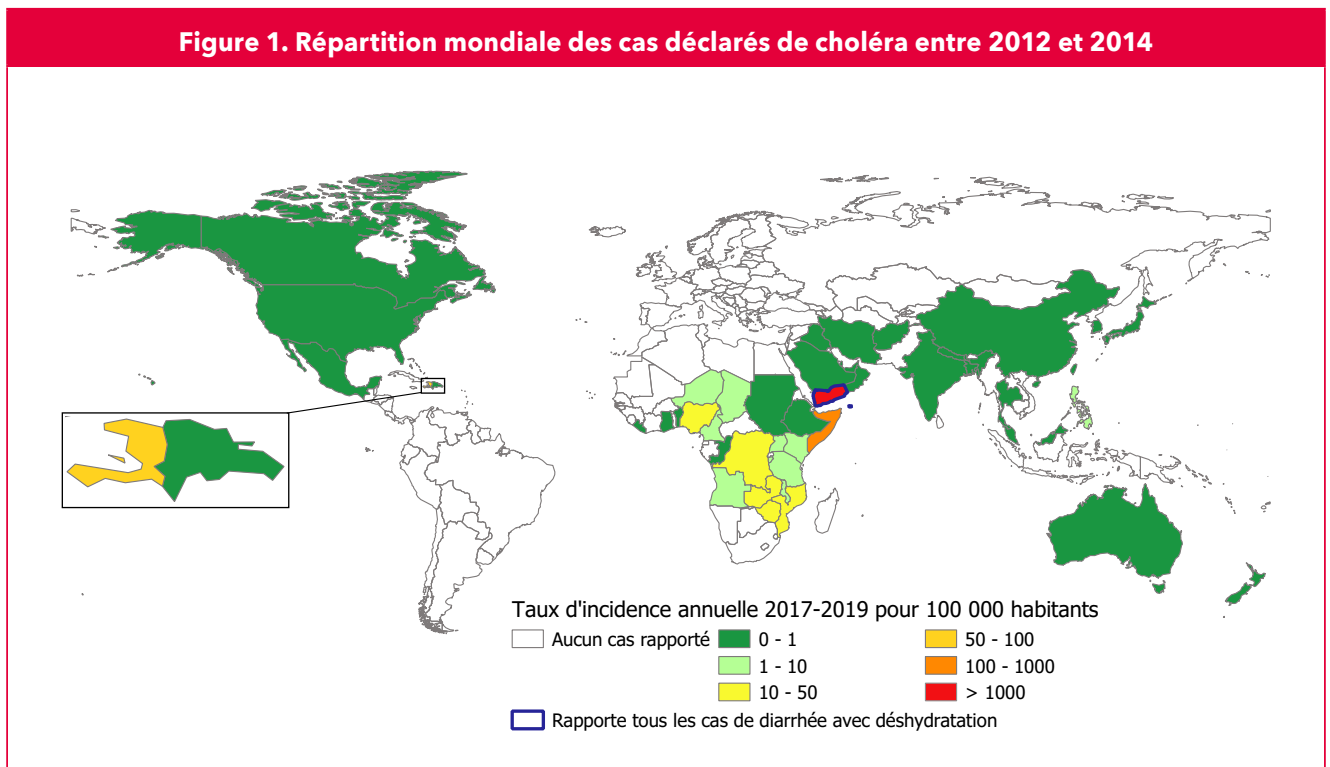 Figure 1. Répartition mondiale des cas déclarés de choléra entre 2012 et 2014
Taux d'incidence annuelle 2017-2019 pour 100 000 habitants
Aucun cas rapporté
0 - 1
1 - 10
10 - 50
50 - 100
100 - 1000
> 1000
Rapporte tous les cas de diarrhée avec déshydratation